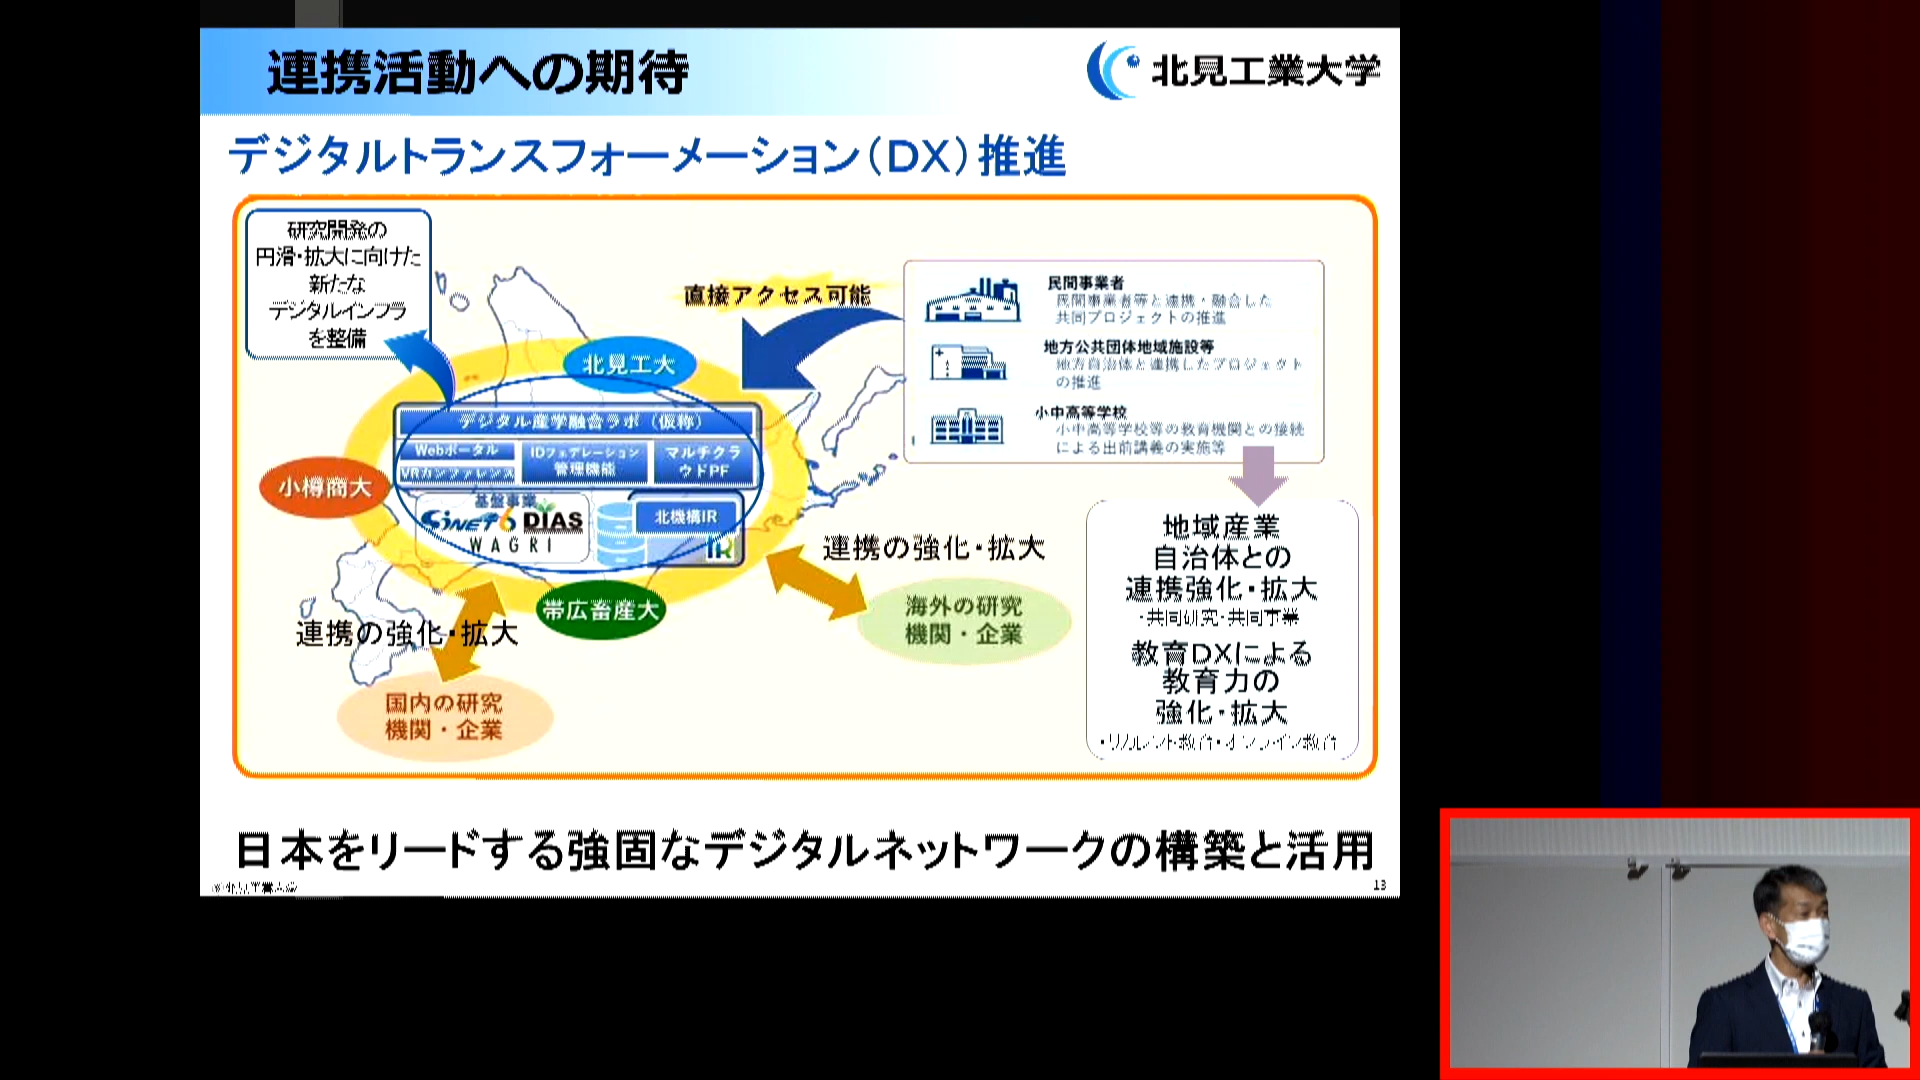 連携活動への期待
北見工業大学
デジタルトランスフォーメーション(DX)推進
研究開発の
円滑・拡大に向けた
新たな
デジタルインフラ
を整備
直接アクセス可能
民間事業者
民間事業者等と連携・融合した
共同プロジェクトの推進
地方公共団体地域施設等
地方自治体と連携したプロジェクト
の推進
小中高等学校
小中高等学校等の教育機関との接続
による出前講義の実施等
北見工大
デジタル産学融合ラボ(仮称)
Webポータル
VRカンファレンス
IDフェデレーション
管理機能
マルチクラ
ウドPF
小樽商大
基盤事業
SINET6 DIAS
WAGRI
北機構IR
IR
帯広畜産大
連携の強化・拡大
海外の研究
機関・企業
連携の強化・拡大
国内の研究
機関・企業
地域産業
自治体との
連携強化・拡大
・共同研究・共同事業
教育DXによる
教育力の
強化・拡大
・リカレント教育・オンライン教育
日本をリードする強固なデジタルネットワークの構築と活用
©北見工業大学
13